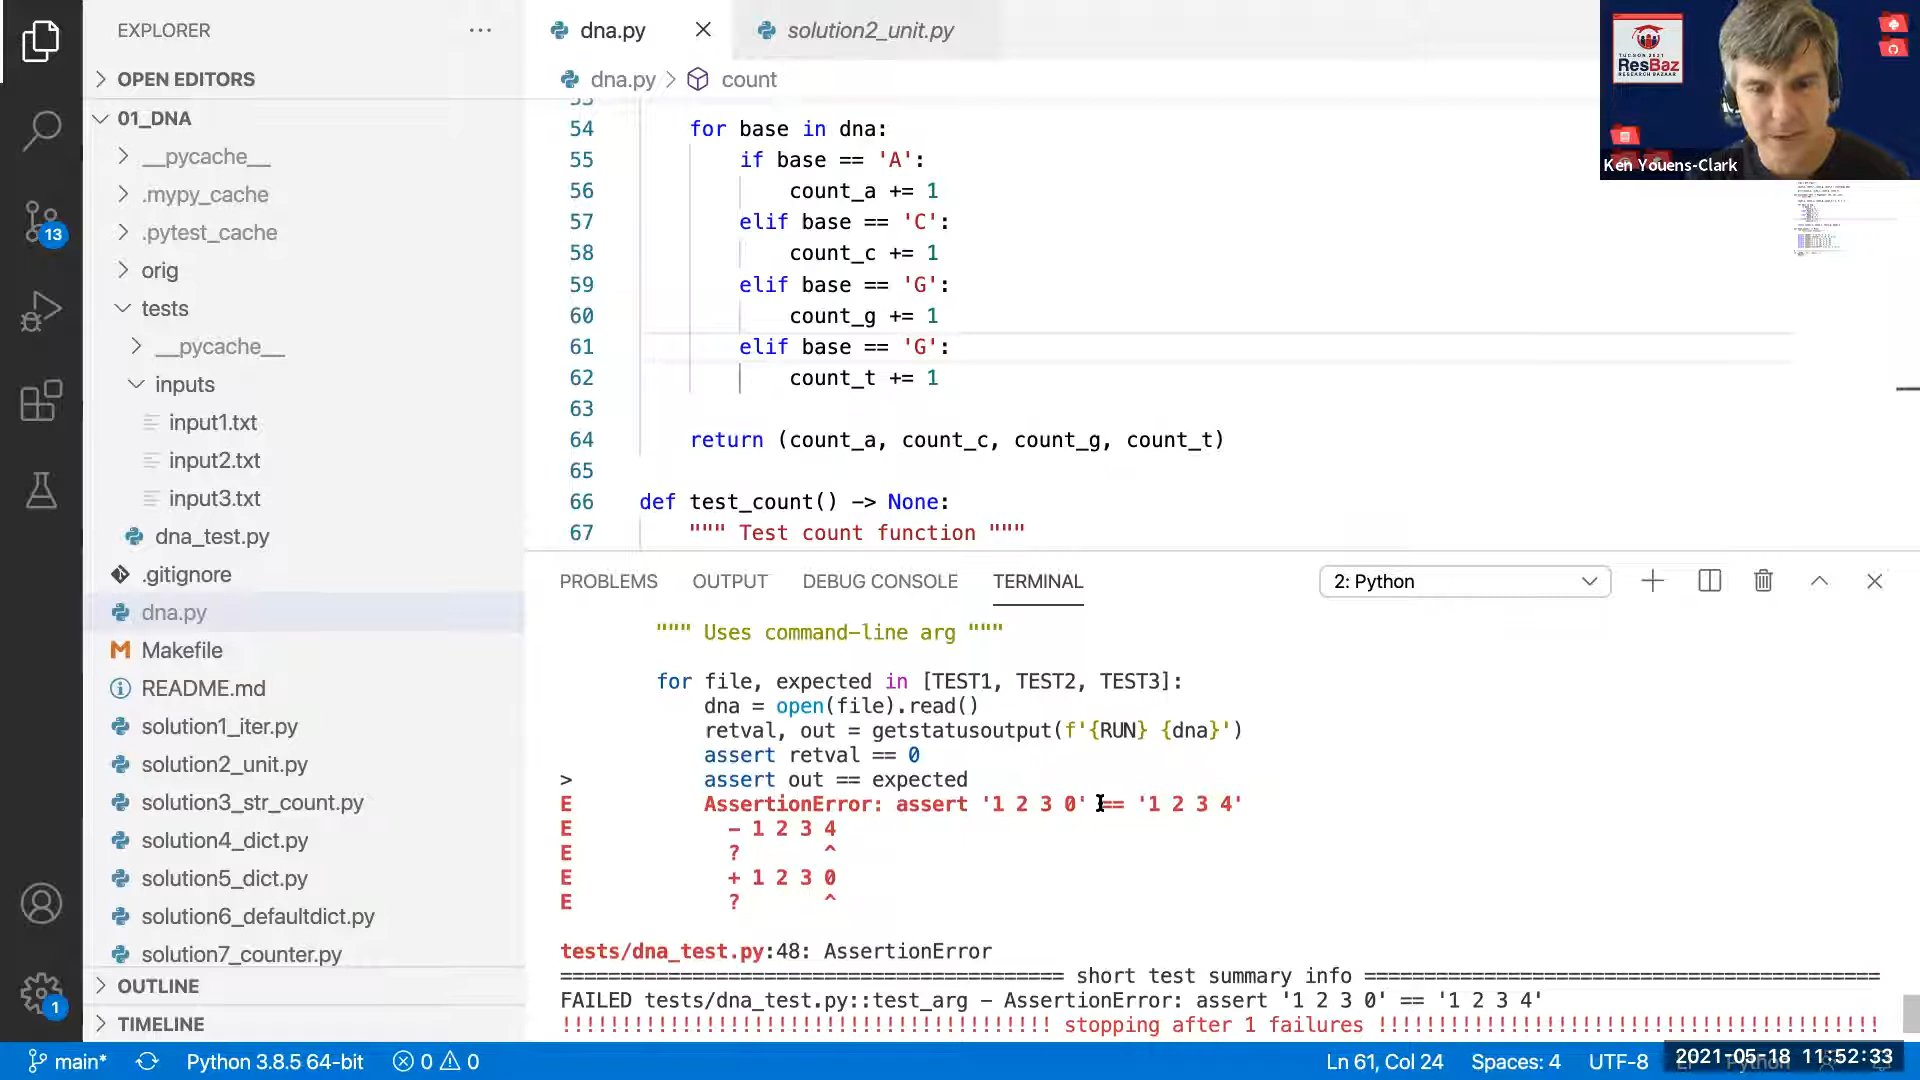 EXPLORER
OPEN EDITORS
01_DNA
__pycache__
.mypy_cache
.pytest_cache
orig
tests
__pycache__
inputs
input1.txt
input2.txt
input3.txt
dna_test.py
.gitignore
dna.py
Makefile
README.md
solution1_iter.py
solution2_unit.py
solution3_str_count.py
solution4_dict.py
solution5_dict.py
solution6_defaultdict.py
solution7_counter.py
OUTLINE
TIMELINE
13
1
dna.py
solution2_unit.py
dna.py > count
53
54 for base in dna:
55 if base == 'A':
56 count_a += 1
57 elif base == 'C':
58 count_c += 1
59 elif base == 'G':
60 count_g += 1
61 elif base == 'G':
62 count_t += 1
63
64 return (count_a, count_c, count_g, count_t)
65
66 def test_count() -> None:
67 """ Test count function """
TUCSON 2021
ResBaz
RESEARCH BAZAAR
Ken Youens-Clark
PROBLEMS OUTPUT DEBUG CONSOLE TERMINAL
2: Python
""" Uses command-line arg """
for file, expected in [TEST1, TEST2, TEST3]:
dna = open(file).read()
retval, out = getstatusoutput(f'{RUN} {dna}')
assert retval == 0
> assert out == expected
E AssertionError: assert '1 2 3 0' == '1 2 3 4'
E - 1 2 3 4
E ? ^
E + 1 2 3 0
E ? ^
tests/dna_test.py:48: AssertionError
========================================== short test summary info ===========================================
FAILED tests/dna_test.py::test_arg - AssertionError: assert '1 2 3 0' == '1 2 3 4'
!!!!!!!!!!!!!!!!!!!!!!!!!!!!!!!!!!!!!!!!! stopping after 1 failures !!!!!!!!!!!!!!!!!!!!!!!!!!!!!!!!!!!!!!!!!!
main* Python 3.8.5 64-bit 0 0 Ln 61, Col 24 Spaces: 4 UTF-8
2021-05-18 11:52:33